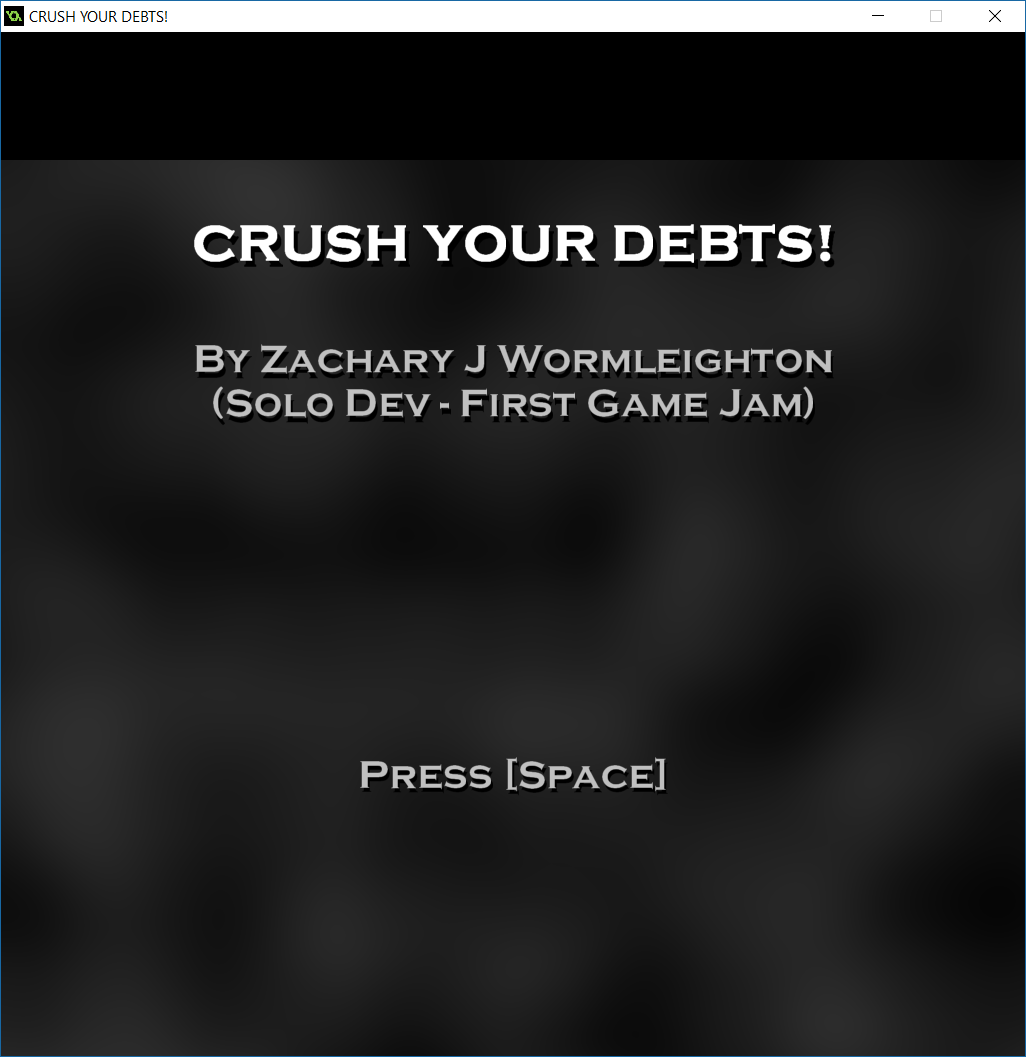 CRUSH YOUR DEBTS!
CRUSH YOUR DEBTS!
By Zachary J Wormleighton
(Solo Dev - First Game Jam)
Press [Space]